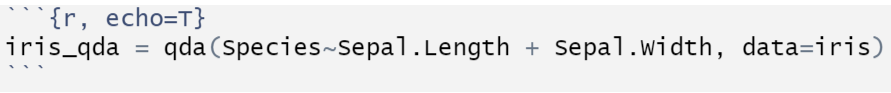 ```{r, echo=T}
iris_qda = qda(Species~Sepal.Length + Sepal.Width, data=iris)
```